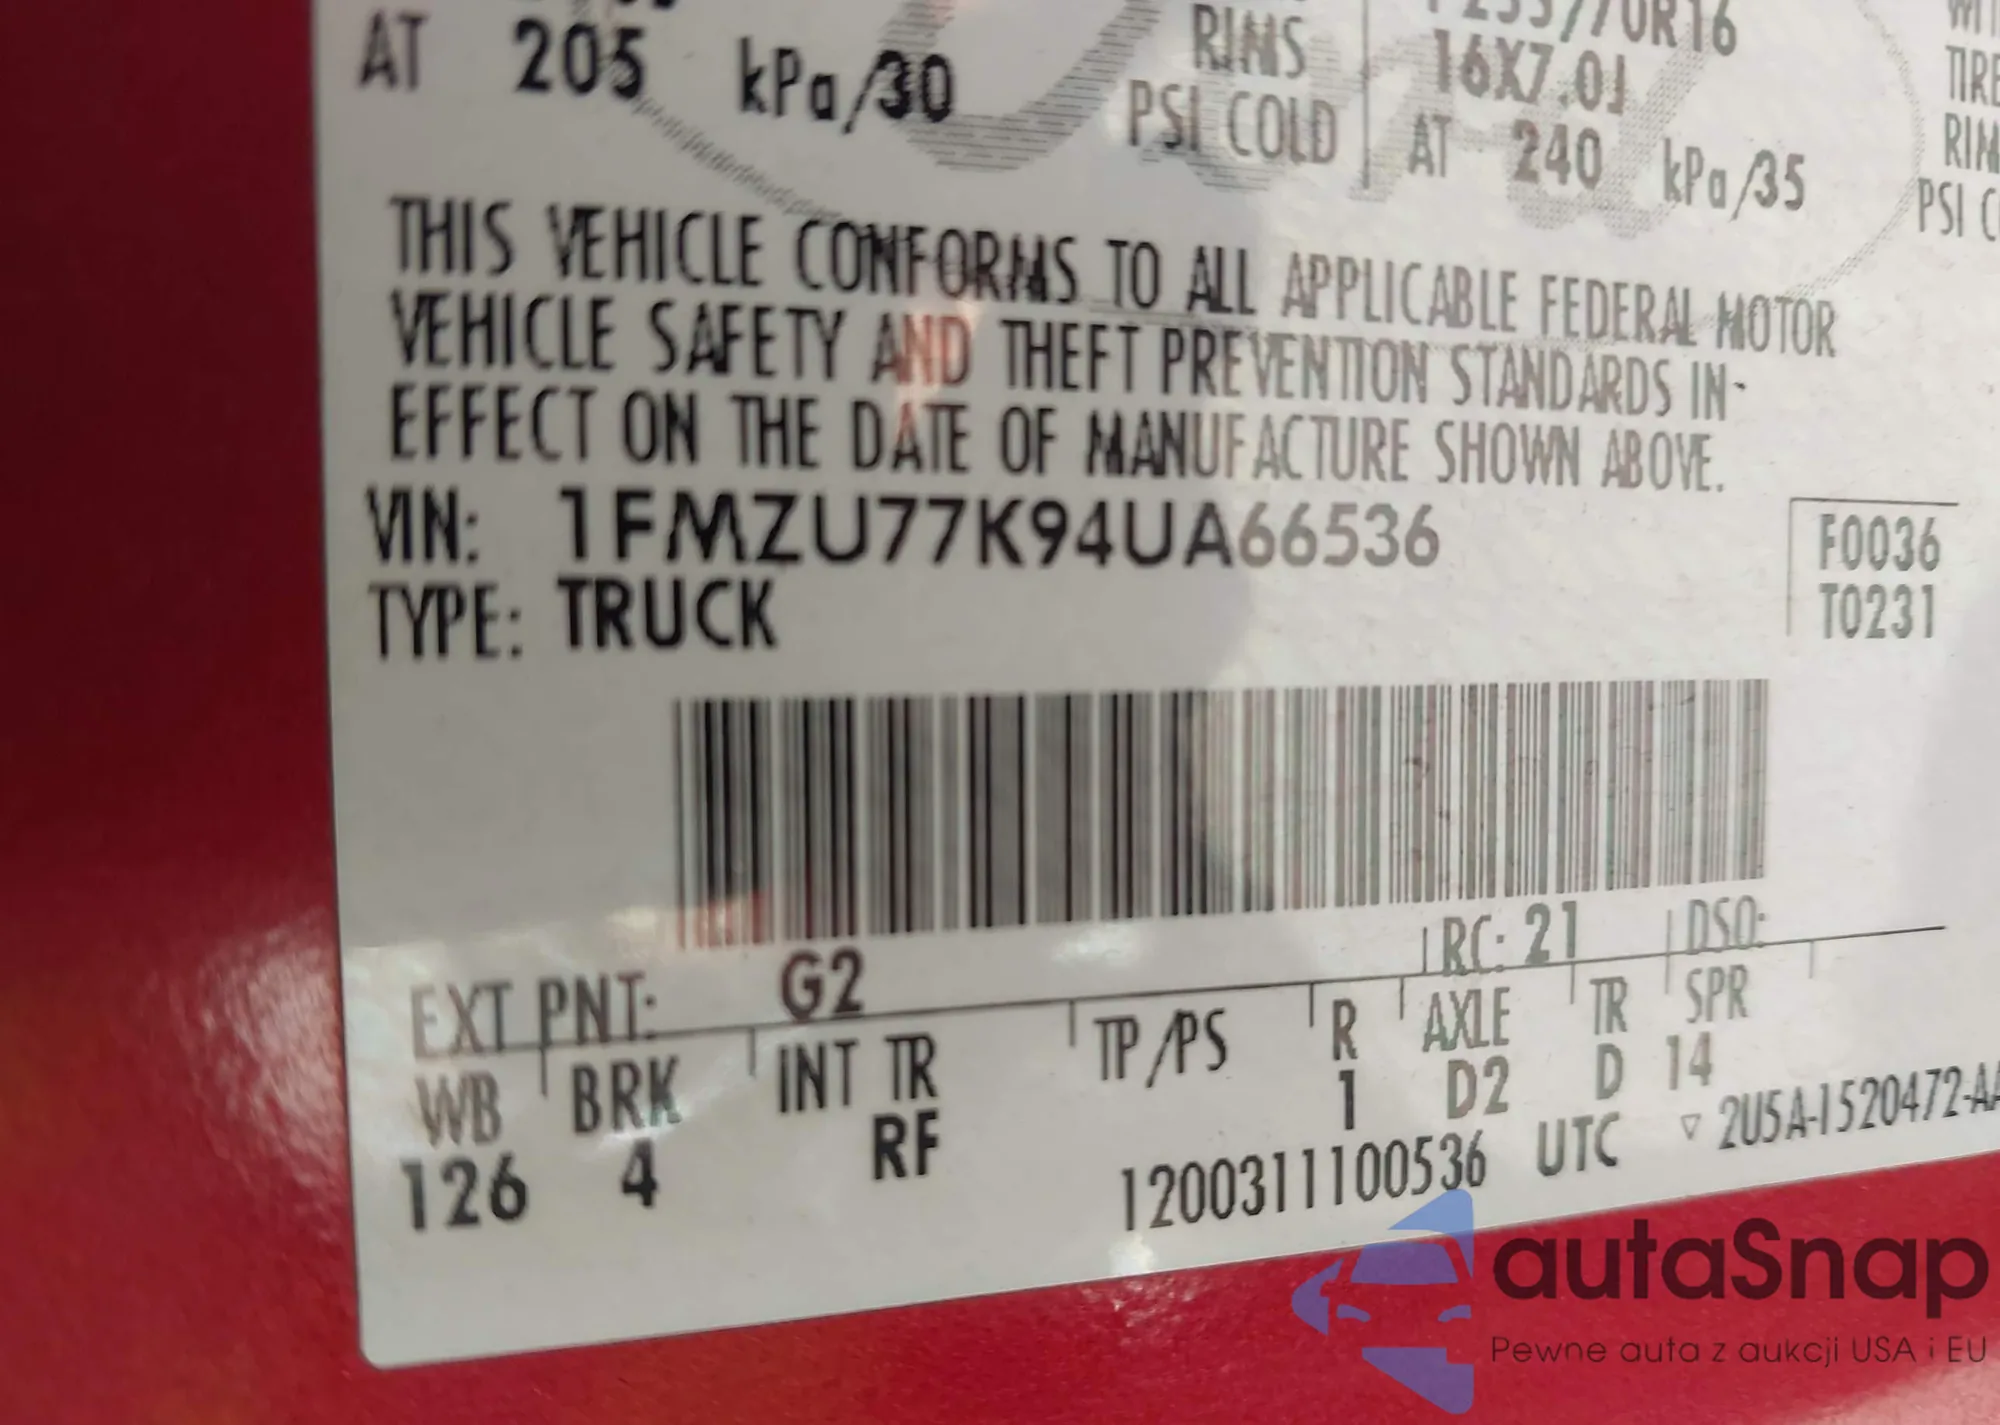 RIMS 16X7.0J TIRE
AT 205 kPa/30 PSI COLD AT 240 kPa/35 PSI
THIS VEHICLE CONFORMS TO ALL APPLICABLE FEDERAL MOTOR
VEHICLE SAFETY AND THEFT PREVENTION STANDARDS IN
EFFECT ON THE DATE OF MANUFACTURE SHOWN ABOVE.
VIN: 1FMZU77K94UA66536
F0036
TYPE: TRUCK
T0231
EXT PNT: G2 RC: 21 DSO:
WB BRK INT TR TP/PS R AXLE TR SPR
126 4 RF 1 D2 D 14
1200311100536 UTC ▽ 2U5A-1520472-AA
autaSnap
Pewne auta z aukcji USA i EU